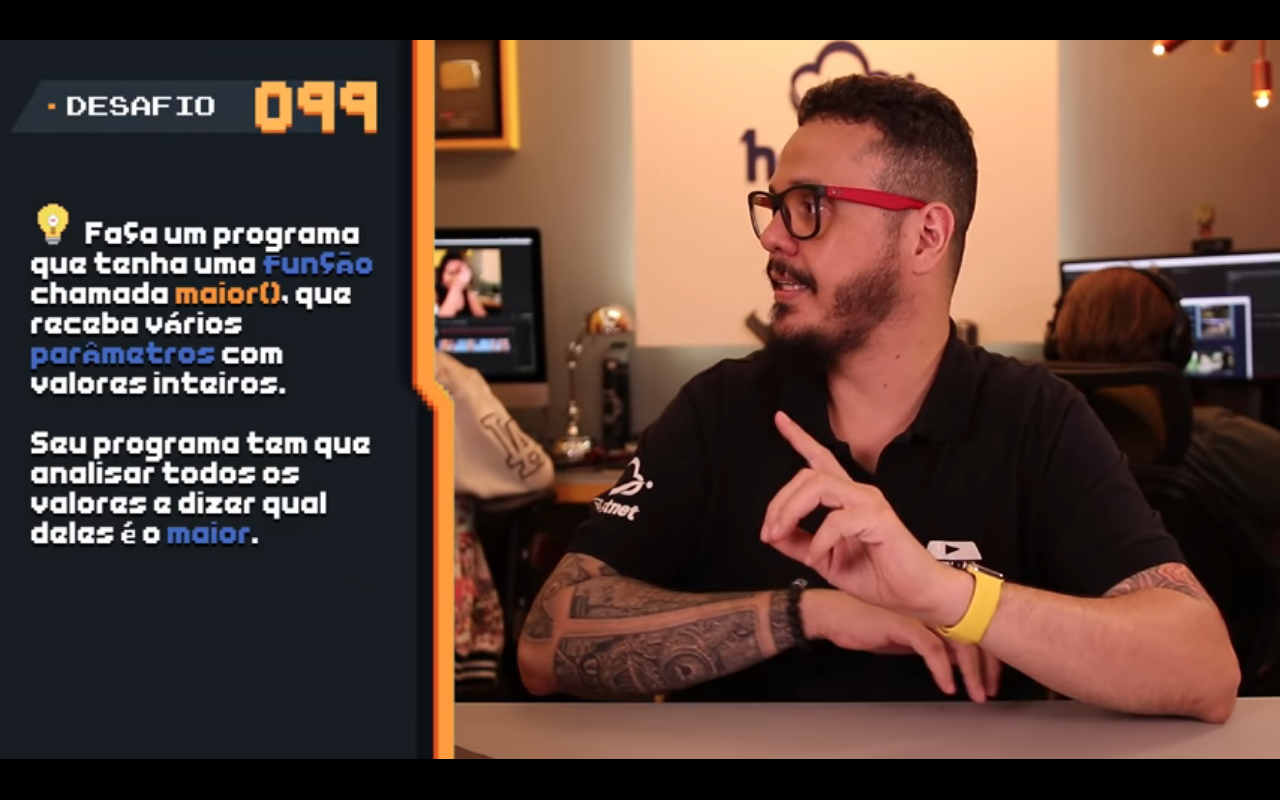 DESAFIO 099
Faça um programa
que tenha uma função
chamada maior(), que
receba vários
parâmetros com
valores inteiros.
Seu programa tem que
analisar todos os
valores e dizer qual
deles é o maior.